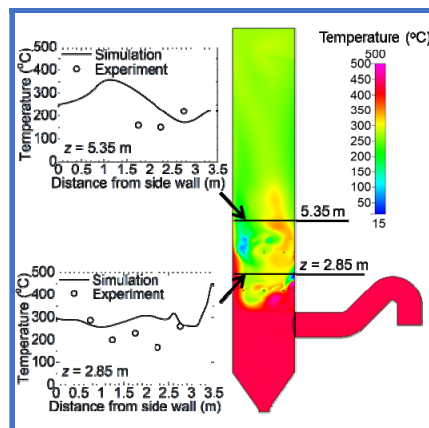 Temperature (°C)
500
400
300
200
100
0
Simulation
Experiment
z = 5.35 m
0 0.5 1 1.5 2 2.5 3 3.5
Distance from side wall (m)
Temperature (°C)
500
400
300
200
100
0
Simulation
Experiment
z = 2.85 m
0 0.5 1 1.5 2 2.5 3 3.5
Distance from side wall (m)
5.35 m
z = 2.85 m
Temperature (ºC)
500
500
450
400
350
300
250
200
150
100
50
15